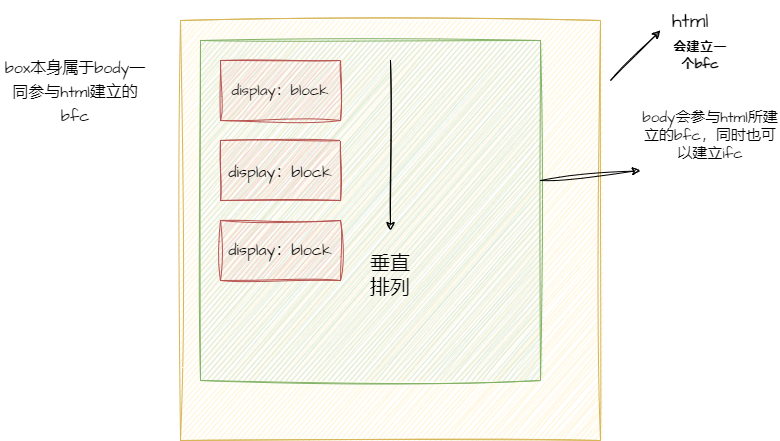 box本身属于body一
同参与html建立的
bfc
display：block
display：block
display：block
垂直
排列
html
会建立一
个bfc
body会参与html所建
立的bfc，同时也可
以建立ifc